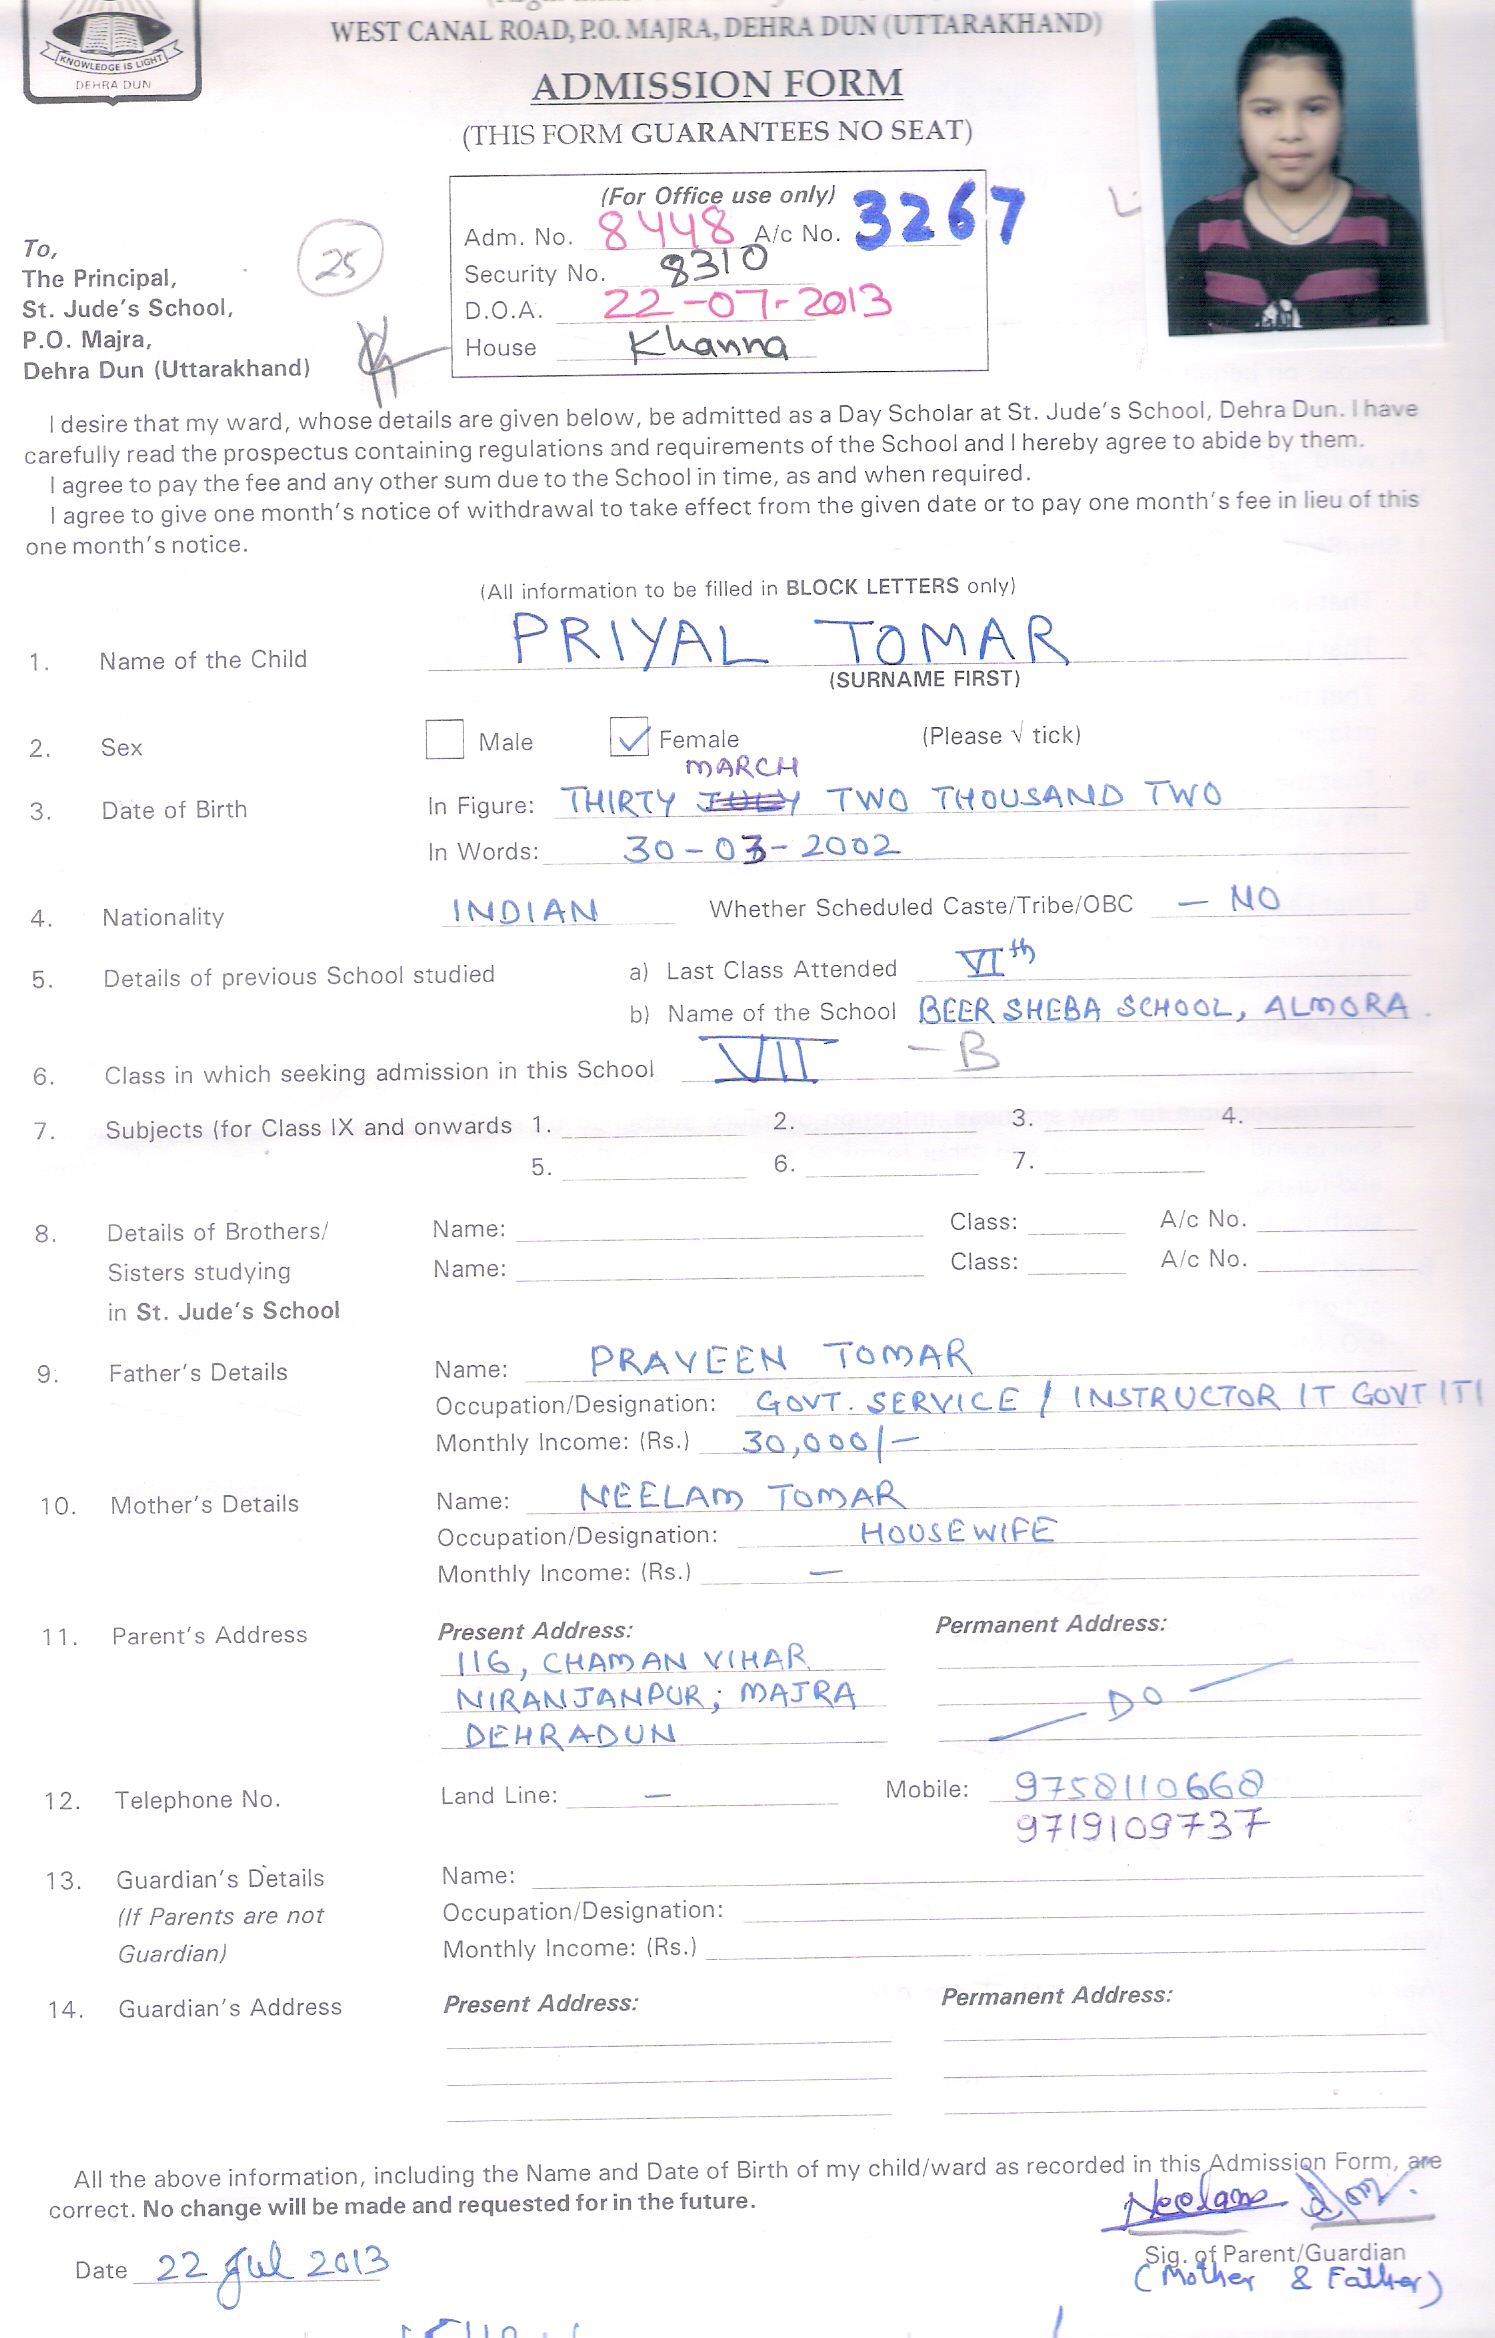 KNOWLEDGE IS LIGHT
DEHRA DUN
WEST CANAL ROAD, P.O. MAJRA, DEHRA DUN (UTTARAKHAND)
ADMISSION FORM
(THIS FORM GUARANTEES NO SEAT)
(For Office use only)
Adm. No. 8448 A/c No. 3267
Security No. 8310
D.O.A. 22-07-2013
House Khanna
25
To,
The Principal,
St. Jude's School,
P.O. Majra,
Dehra Dun (Uttarakhand)
I desire that my ward, whose details are given below, be admitted as a Day Scholar at St. Jude's School, Dehra Dun. I have
carefully read the prospectus containing regulations and requirements of the School and I hereby agree to abide by them.
I agree to pay the fee and any other sum due to the School in time, as and when required.
I agree to give one month's notice of withdrawal to take effect from the given date or to pay one month's fee in lieu of this
one month's notice.
(All information to be filled in BLOCK LETTERS only)
1. Name of the Child PRIYAL TOMAR
(SURNAME FIRST)
2. Sex Male ✓ Female (Please √ tick)
MARCH
3. Date of Birth In Figure: THIRTY JULY TWO THOUSAND TWO
In Words: 30-03-2002
4. Nationality INDIAN Whether Scheduled Caste/Tribe/OBC — NO
5. Details of previous School studied a) Last Class Attended VIth
b) Name of the School BEER SHEBA SCHOOL, ALMORA.
6. Class in which seeking admission in this School VII - B
7. Subjects (for Class IX and onwards 1. 2. 3. 4.
5. 6. 7.
8. Details of Brothers/ Name: Class: A/c No.
Sisters studying Name: Class: A/c No.
in St. Jude's School
9. Father's Details Name: PRAVEEN TOMAR
Occupation/Designation: GOVT. SERVICE / INSTRUCTOR IT GOVT ITI
Monthly Income: (Rs.) 30,000/-
10. Mother's Details Name: NEELAM TOMAR
Occupation/Designation: HOUSEWIFE
Monthly Income: (Rs.) —
11. Parent's Address Present Address: Permanent Address:
116, CHAMAN VIHAR
NIRANJANPUR; MAJRA — DO —
DEHRADUN
12. Telephone No. Land Line: — Mobile: 9758110668
9719109737
13. Guardian's Details Name:
(If Parents are not Occupation/Designation:
Guardian) Monthly Income: (Rs.)
14. Guardian's Address Present Address: Permanent Address:
All the above information, including the Name and Date of Birth of my child/ward as recorded in this Admission Form, are
correct. No change will be made and requested for in the future.
Neelam
Date 22 Jul 2013 Sig. of Parent/Guardian
(Mother & Father)